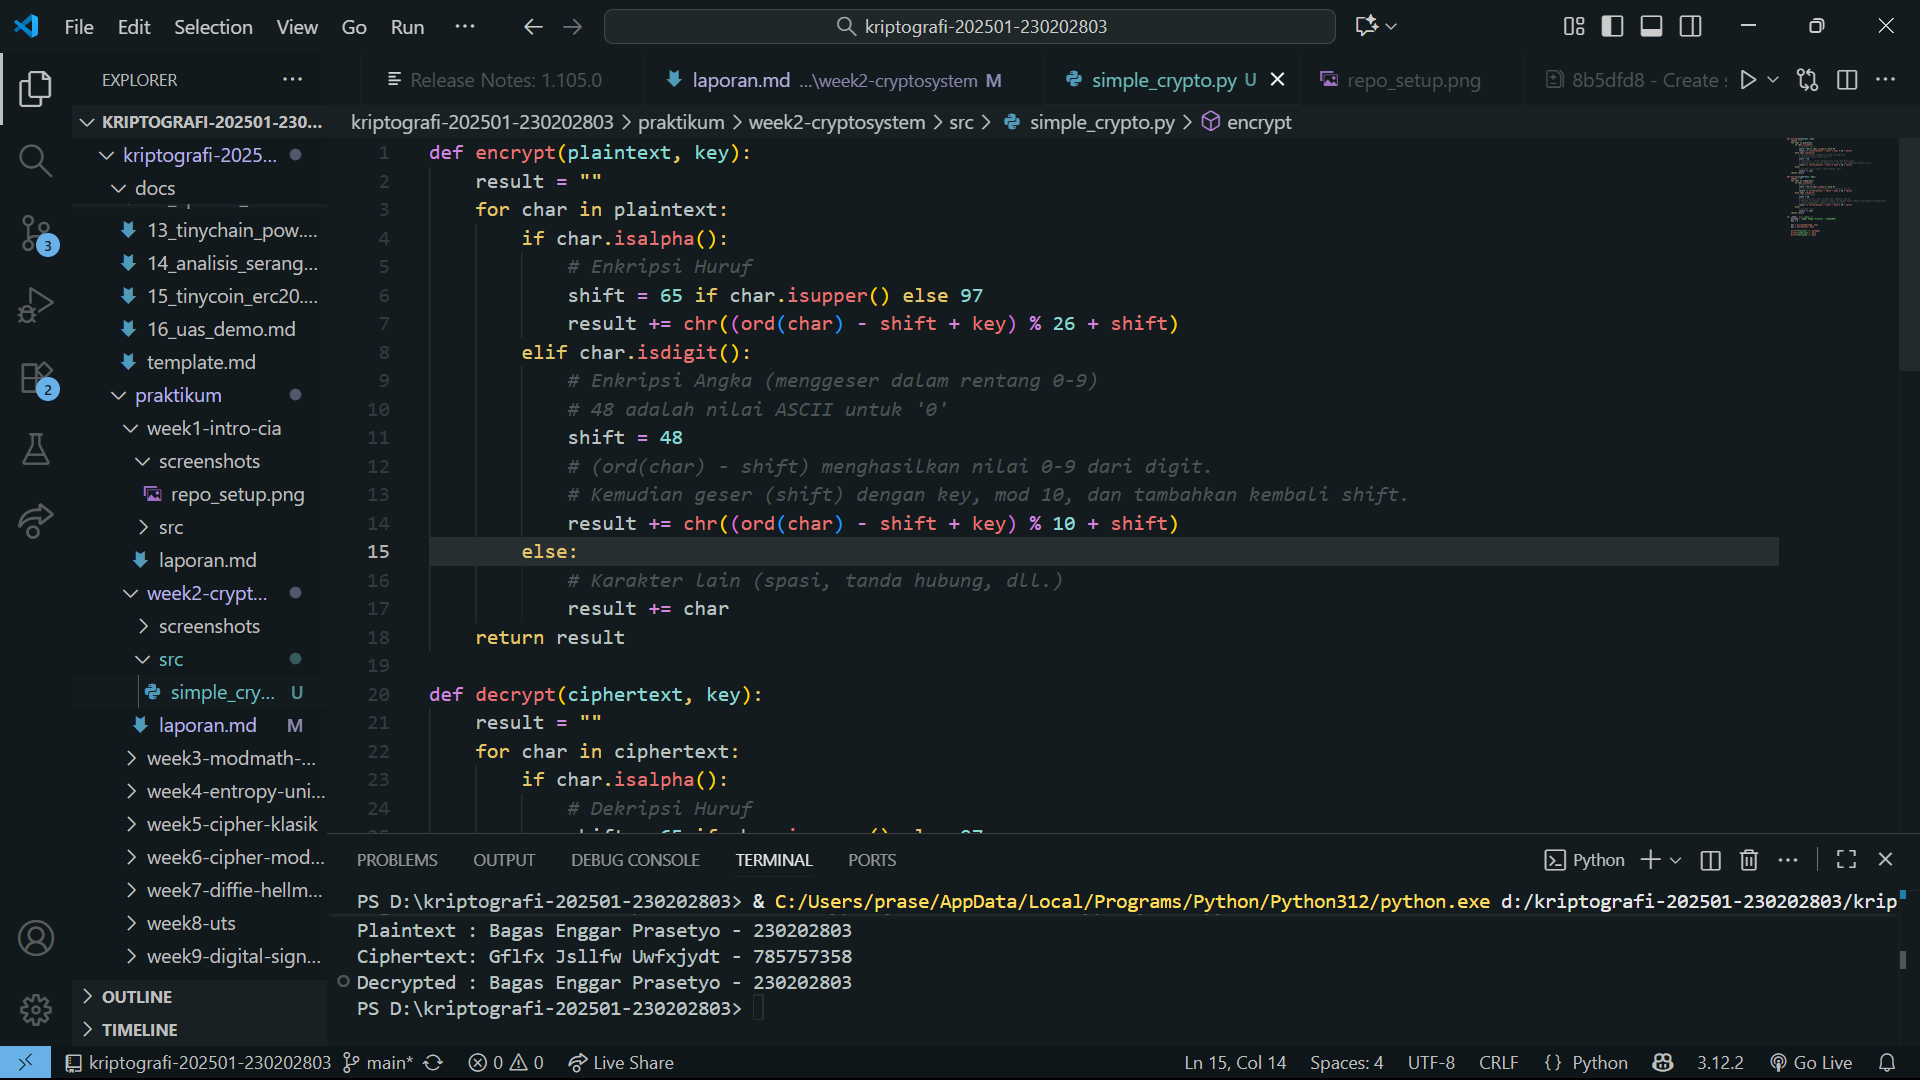 File Edit Selection View Go Run ···
kriptografi-202501-230202803
EXPLORER
Release Notes: 1.105.0
laporan.md ...\week2-cryptosystem M
simple_crypto.py U
repo_setup.png
8b5dfd8 - Create
KRIPTOGRAFI-202501-230...
kriptografi-202501-230202803 > praktikum > week2-cryptosystem > src > simple_crypto.py > encrypt
kriptografi-2025...
docs
13_tinychain_pow....
14_analisis_serang...
15_tinycoin_erc20....
16_uas_demo.md
template.md
praktikum
week1-intro-cia
screenshots
repo_setup.png
src
laporan.md
week2-crypt...
screenshots
src
simple_cry... U
laporan.md M
week3-modmath-...
week4-entropy-uni...
week5-cipher-klasik
week6-cipher-mod...
week7-diffie-hellm...
week8-uts
week9-digital-sign...
OUTLINE
TIMELINE
3
2
1 def encrypt(plaintext, key):
2 result = ""
3 for char in plaintext:
4 if char.isalpha():
5 # Enkripsi Huruf
6 shift = 65 if char.isupper() else 97
7 result += chr((ord(char) - shift + key) % 26 + shift)
8 elif char.isdigit():
9 # Enkripsi Angka (menggeser dalam rentang 0-9)
10 # 48 adalah nilai ASCII untuk '0'
11 shift = 48
12 # (ord(char) - shift) menghasilkan nilai 0-9 dari digit.
13 # Kemudian geser (shift) dengan key, mod 10, dan tambahkan kembali shift.
14 result += chr((ord(char) - shift + key) % 10 + shift)
15 else:
16 # Karakter lain (spasi, tanda hubung, dll.)
17 result += char
18 return result
19
20 def decrypt(ciphertext, key):
21 result = ""
22 for char in ciphertext:
23 if char.isalpha():
24 # Dekripsi Huruf
PROBLEMS OUTPUT DEBUG CONSOLE TERMINAL PORTS
Python
PS D:\kriptografi-202501-230202803> & C:/Users/prase/AppData/Local/Programs/Python/Python312/python.exe d:/kriptografi-202501-230202803/krip
Plaintext : Bagas Enggar Prasetyo - 230202803
Ciphertext: Gflfx Jsllfw Uwfxjydt - 785757358
Decrypted : Bagas Enggar Prasetyo - 230202803
PS D:\kriptografi-202501-230202803>
kriptografi-202501-230202803 main* 0 0 Live Share
Ln 15, Col 14 Spaces: 4 UTF-8 CRLF {} Python 3.12.2 Go Live